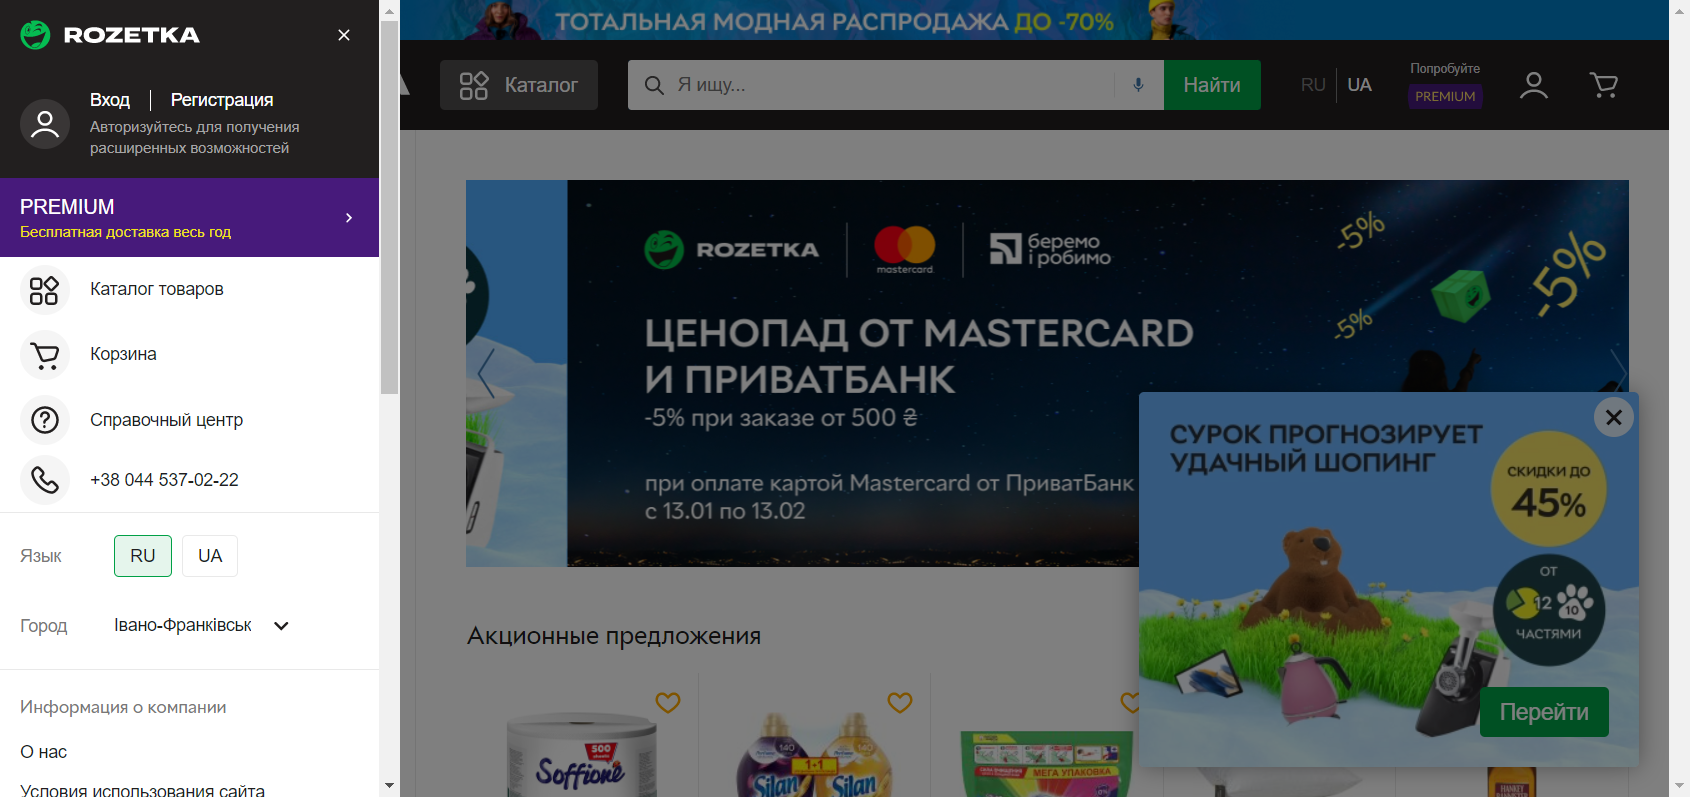 ROZETKA
Вход
Регистрация
Авторизуйтесь для получения
расширенных возможностей
PREMIUM
Бесплатная доставка весь год
Каталог товаров
Корзина
Справочный центр
+38 044 537-02-22
Язык
RU
UA
Город
Івано-Франківськ
Информация о компании
О нас
Условия использования сайта
ТОТАЛЬНАЯ МОДНАЯ РАСПРОДАЖА ДО -70%
Каталог
Я ищу...
Найти
RU
UA
Попробуйте
PREMIUM
ROZETKA
mastercard
беремо
і робимо
-5%
-5%
-5%
ЦЕНОПАД ОТ MASTERCARD
И ПРИВАТБАНК
-5% при заказе от 500 ₴
при оплате картой Mastercard от ПриватБанк
с 13.01 по 13.02
СУРОК ПРОГНОЗИРУЕТ
УДАЧНЫЙ ШОПИНГ
СКИДКИ ДО
45%
ОТ
12
10
ЧАСТЯМИ
Перейти
Акционные предложения
500
Soffione
140
140
1+1
Silan
Silan
МЕГА УПАКОВКА
HANKEY
BANNISTER